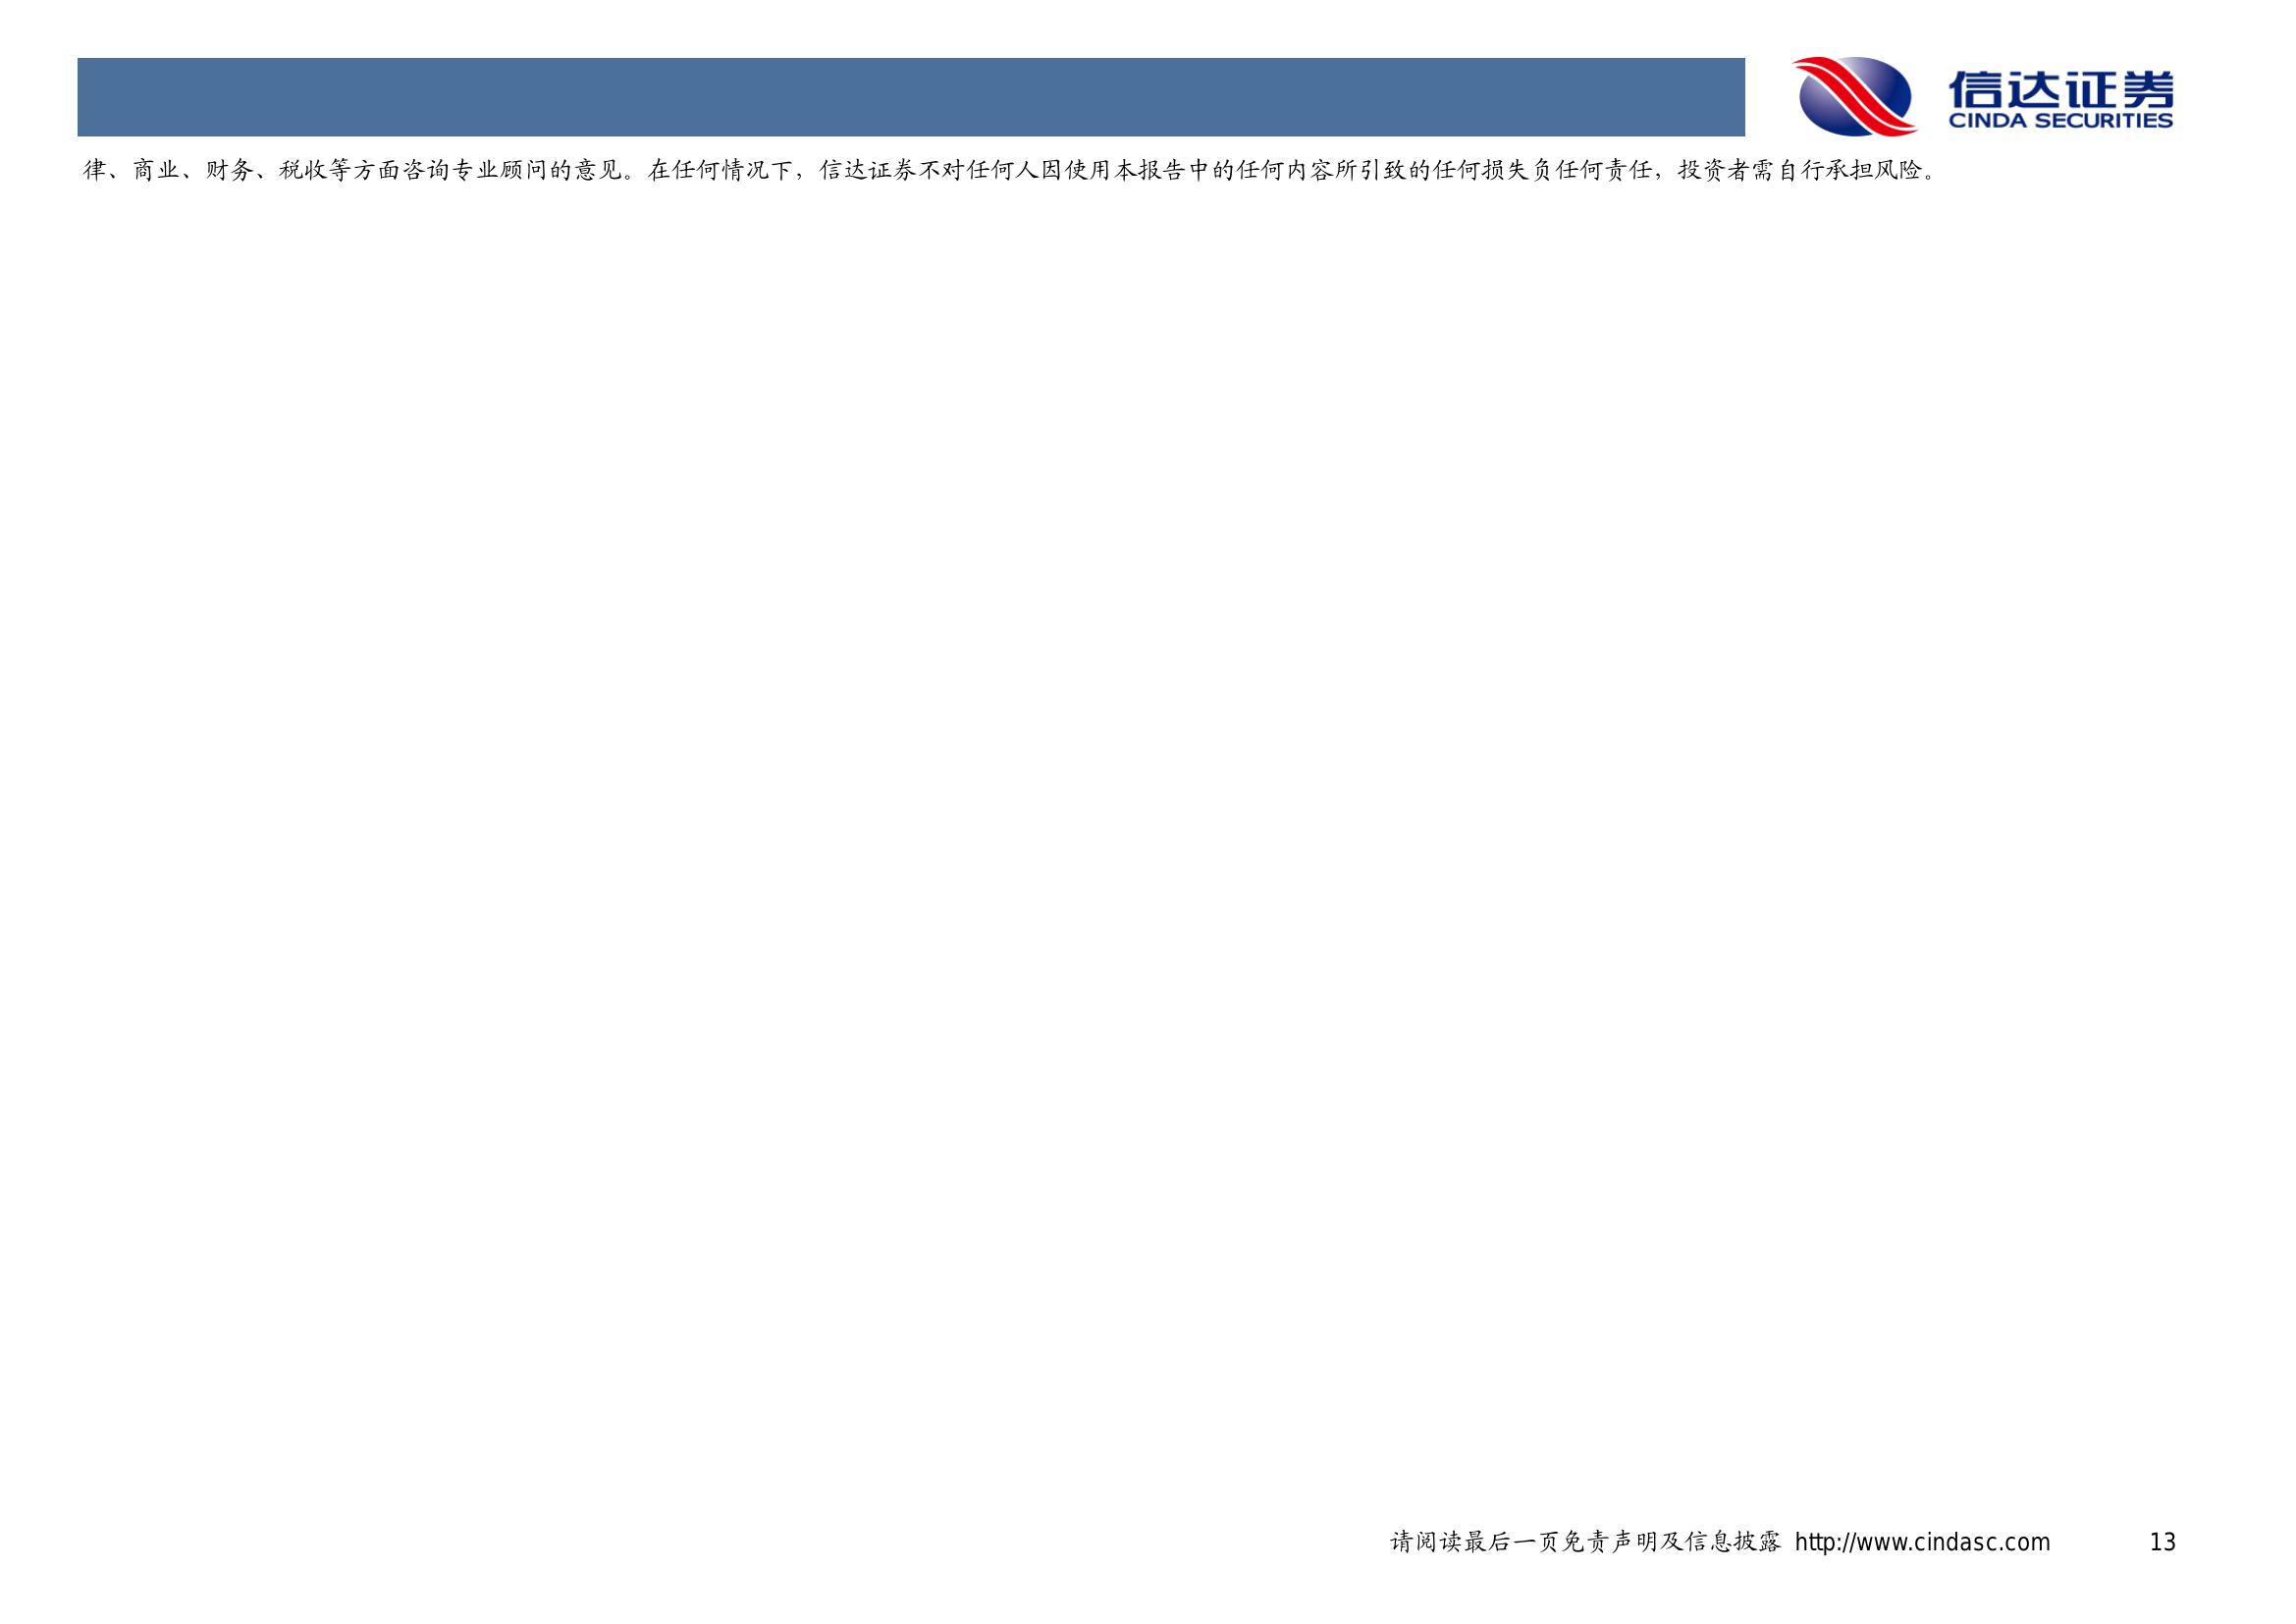 信达证券
CINDA SECURITIES
律、商业、财务、税收等方面咨询专业顾问的意见。在任何情况下，信达证券不对任何人因使用本报告中的任何内容所引致的任何损失负任何责任，投资者需自行承担风险。
请阅读最后一页免责声明及信息披露 http://www.cindasc.com 13